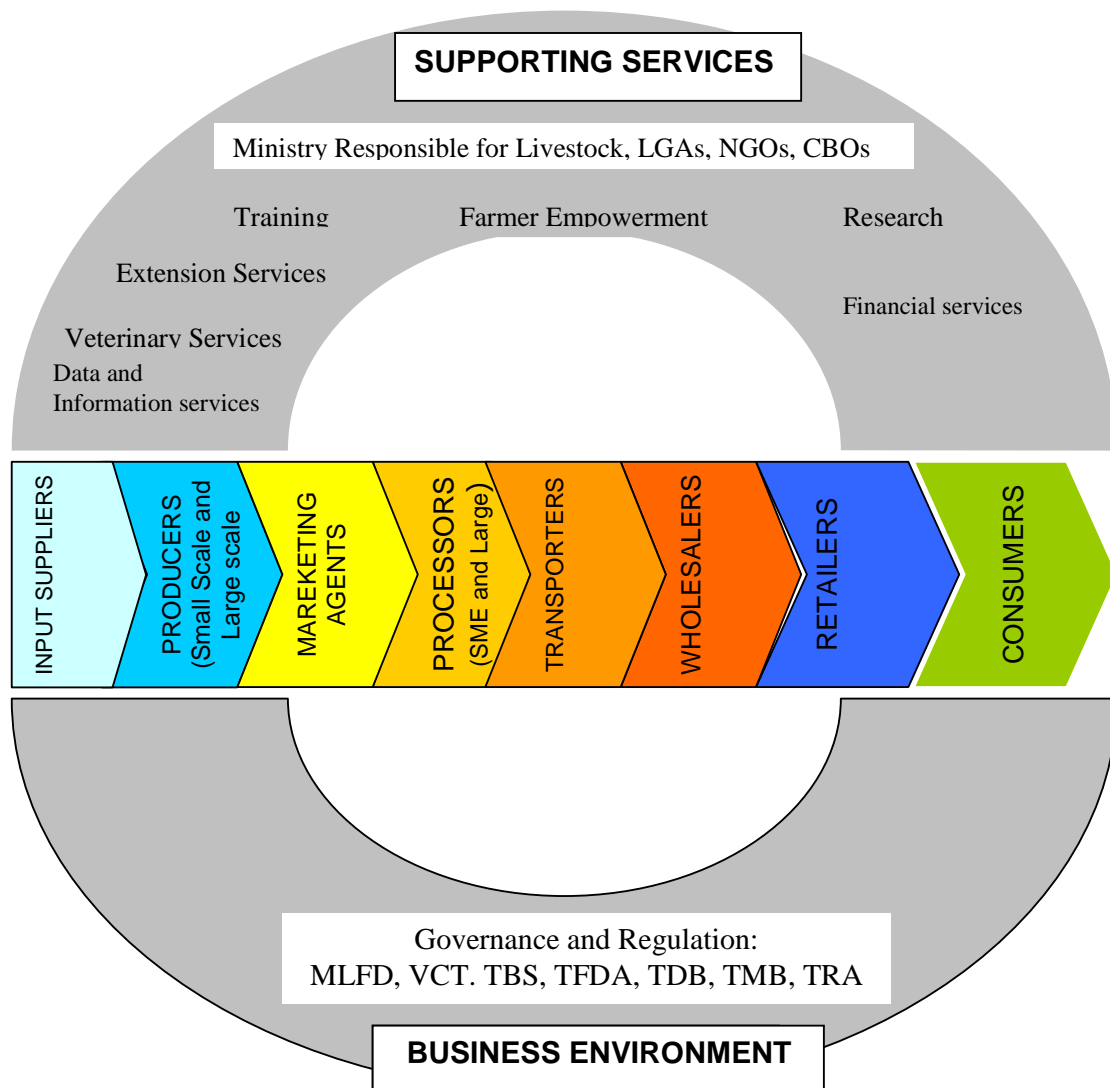 SUPPORTING SERVICES
Ministry Responsible for Livestock, LGAs, NGOs, CBOs
Training
Farmer Empowerment
Research
Extension Services
Financial services
Veterinary Services
Data and
Information services
INPUT SUPPLIERS
PRODUCERS
(Small Scale and
Large scale
MAREKETING
AGENTS
PROCESSORS
(SME and Large)
TRANSPORTERS
WHOLESALERS
RETAILERS
CONSUMERS
Governance and Regulation:
MLFD, VCT. TBS, TFDA, TDB, TMB, TRA
BUSINESS ENVIRONMENT